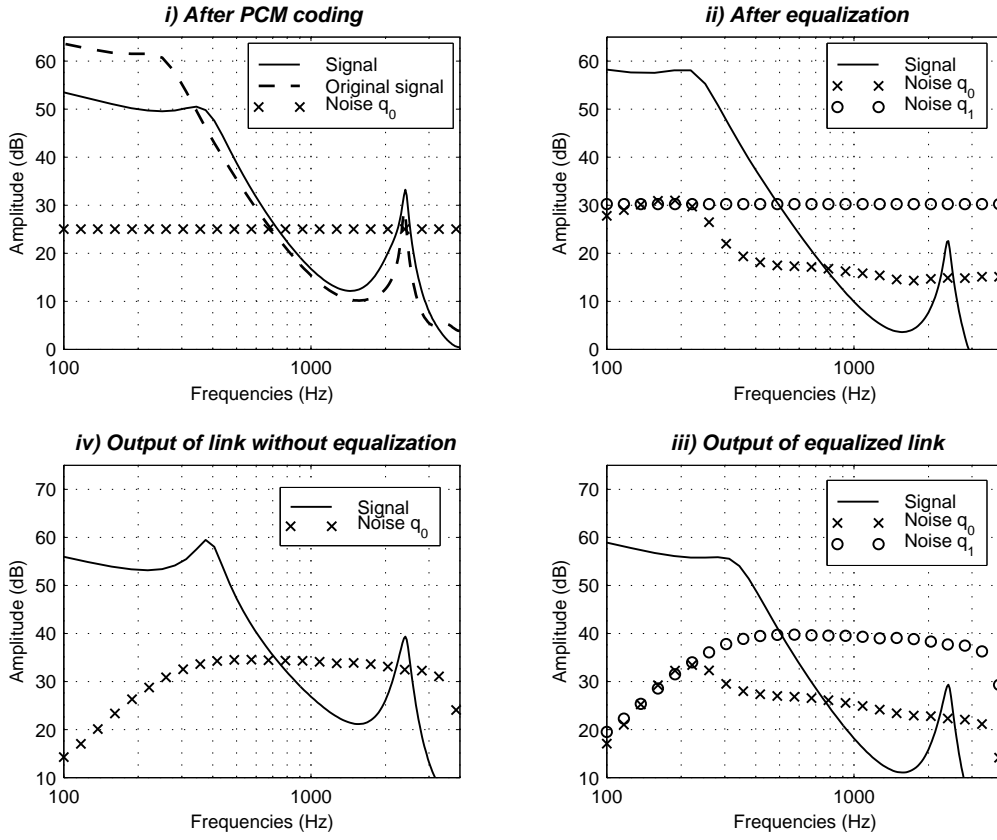 i) After PCM coding
60
50
40
30
20
10
0
Amplitude (dB)
Signal
Original signal
Noise q0
100
1000
Frequencies (Hz)
ii) After equalization
60
50
40
30
20
10
0
Amplitude (dB)
Signal
Noise q0
Noise q1
100
1000
Frequencies (Hz)
iv) Output of link without equalization
70
60
50
40
30
20
10
Amplitude (dB)
Signal
Noise q0
100
1000
Frequencies (Hz)
iii) Output of equalized link
70
60
50
40
30
20
10
Amplitude (dB)
Signal
Noise q0
Noise q1
100
1000
Frequencies (Hz)